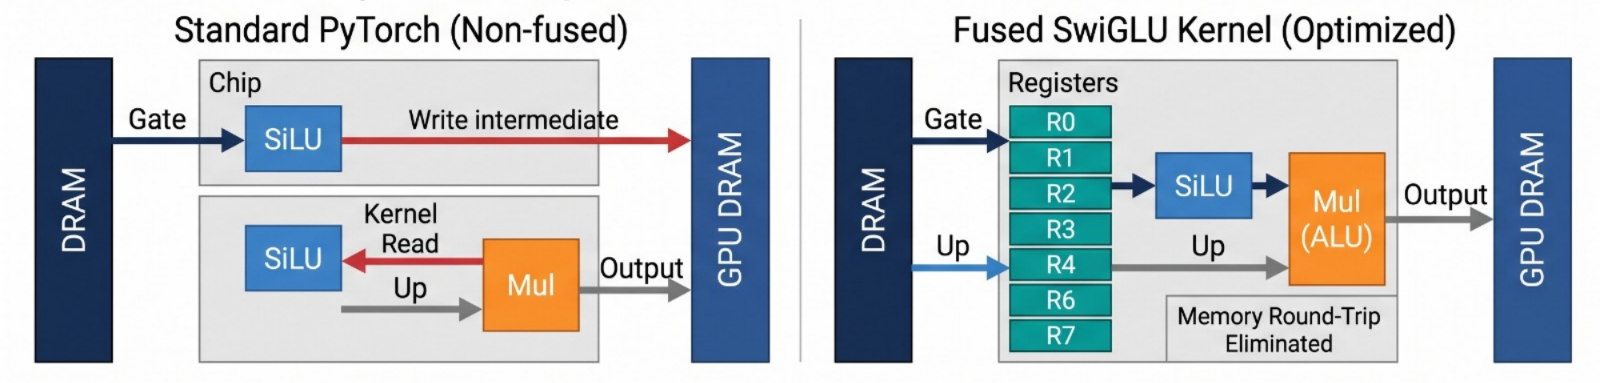 Standard PyTorch (Non-fused)
DRAM
Gate
Chip
SiLU
Write intermediate
SiLU
Kernel
Read
Up
Mul
Output
GPU DRAM
Fused SwiGLU Kernel (Optimized)
DRAM
Gate
Up
Registers
R0
R1
R2
R3
R4
R6
R7
SiLU
Up
Mul
(ALU)
Memory Round-Trip
Eliminated
Output
GPU DRAM